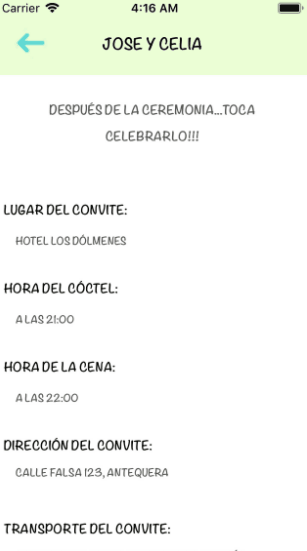 Carrier 4:16 AM
JOSE Y CELIA
DESPUÉS DE LA CEREMONIA...TOCA
CELEBRARLO!!!
LUGAR DEL CONVITE:
HOTEL LOS DÓLMENES
HORA DEL CÓCTEL:
A LAS 21:00
HORA DE LA CENA:
A LAS 22:00
DIRECCIÓN DEL CONVITE:
CALLE FALSA 123, ANTEQUERA
TRANSPORTE DEL CONVITE: